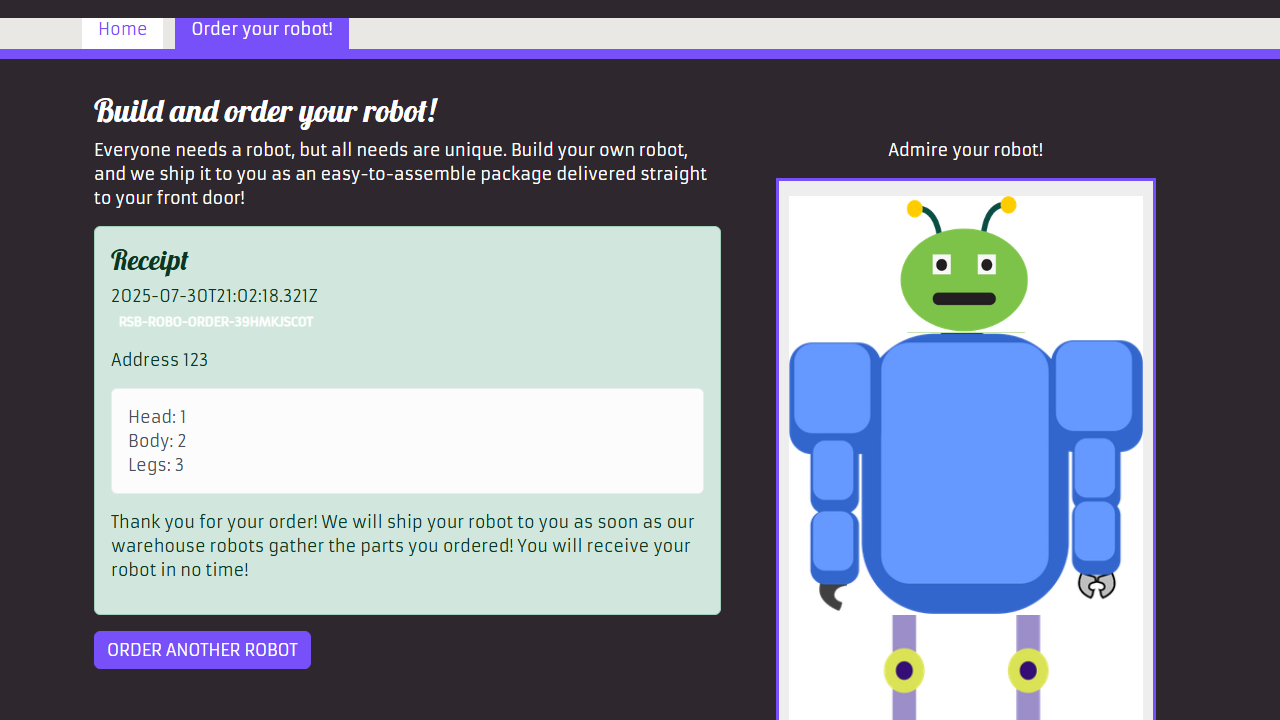 Home
Order your robot!
Build and order your robot!
Everyone needs a robot, but all needs are unique. Build your own robot,
and we ship it to you as an easy-to-assemble package delivered straight
to your front door!
Receipt
2025-07-30T21:02:18.321Z
RSB-ROBO-ORDER-39HMKJSCOT
Address 123
Head: 1
Body: 2
Legs: 3
Thank you for your order! We will ship your robot to you as soon as our
warehouse robots gather the parts you ordered! You will receive your
robot in no time!
ORDER ANOTHER ROBOT
Admire your robot!